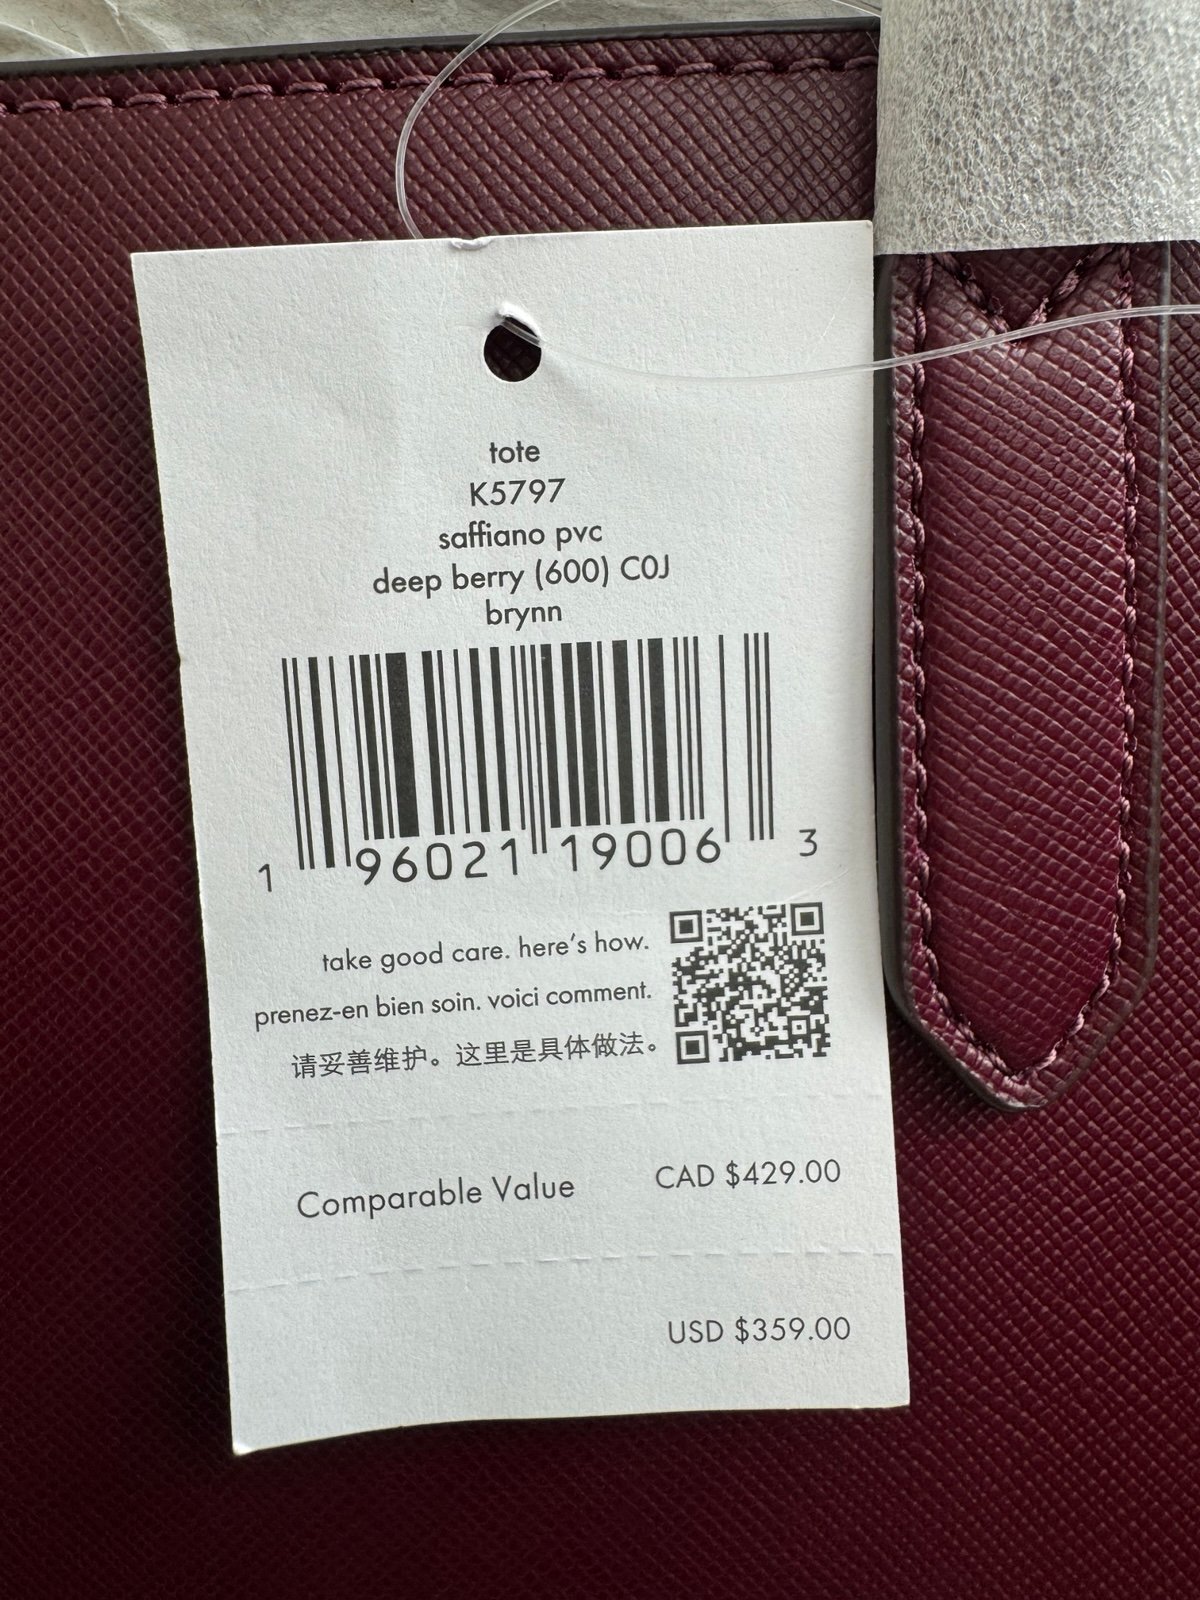 tote
K5797
saffiano pvc
deep berry (600) C0J
brynn
1 96021 19006 3
take good care. here's how.
prenez-en bien soin. voici comment.
请妥善维护。这里是具体做法。
Comparable Value CAD $429.00
USD $359.00